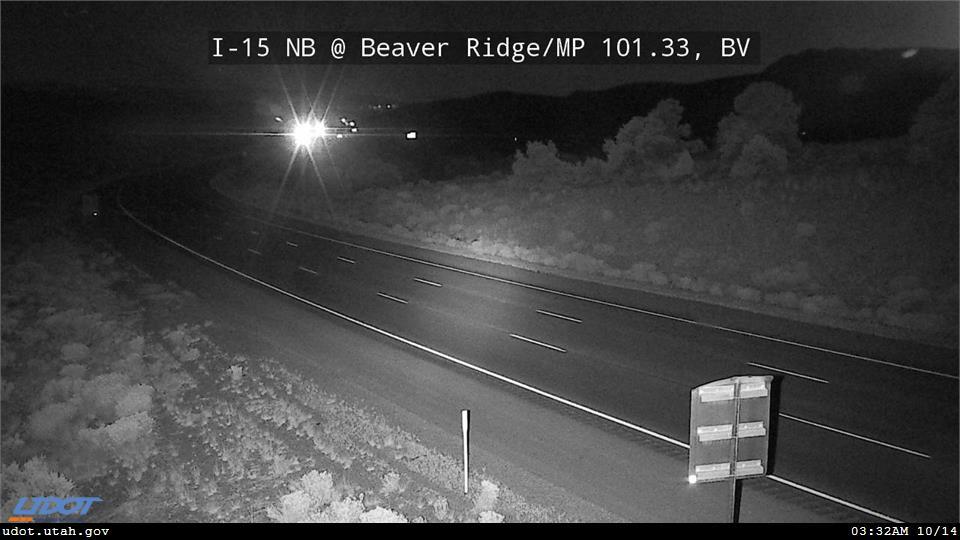 I-15 NB @ Beaver Ridge/MP 101.33, BV
UDOT
udot.utah.gov 03:32AM 10/14